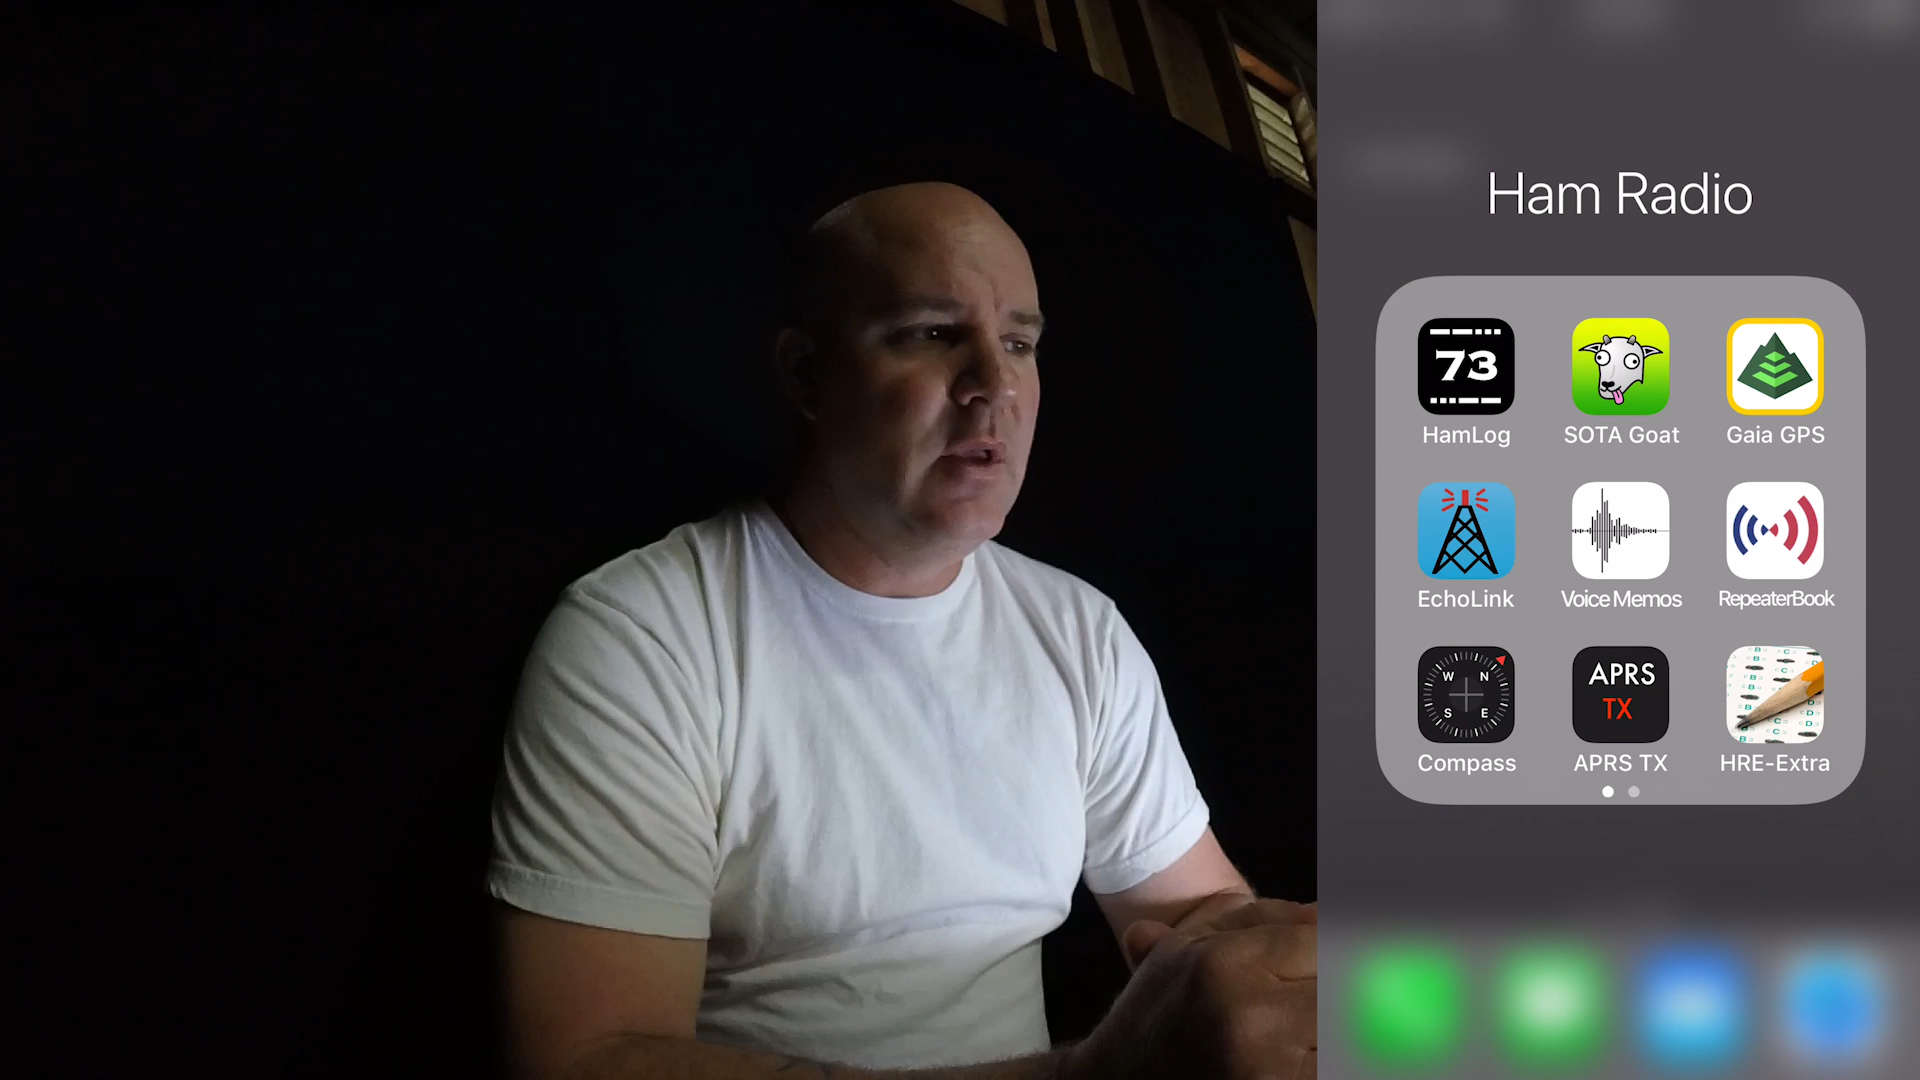 Ham Radio
73
HamLog
SOTA Goat
Gaia GPS
EchoLink
Voice Memos
RepeaterBook
W N
S E
Compass
APRS
TX
APRS TX
HRE-Extra